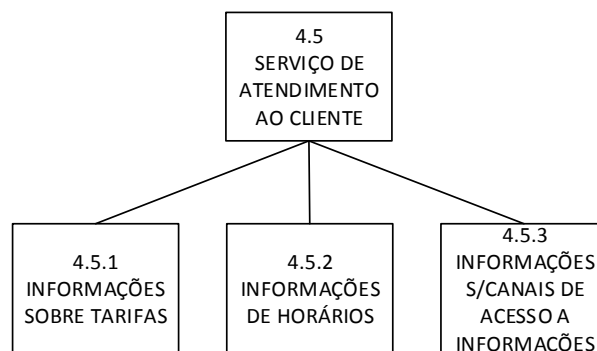 4.5
SERVIÇO DE
ATENDIMENTO
AO CLIENTE
4.5.1
INFORMAÇÕES
SOBRE TARIFAS
4.5.2
INFORMAÇÕES
DE HORÁRIOS
4.5.3
INFORMAÇÕES
S/CANAIS DE
ACESSO A
INFORMAÇÕES